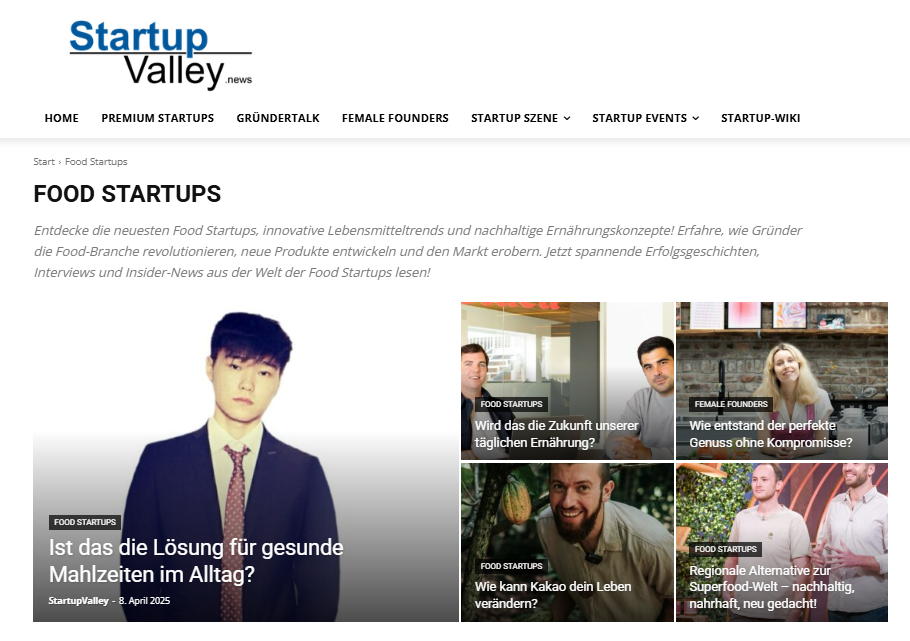 Startup
Valley.news
HOME
PREMIUM STARTUPS
GRÜNDERTALK
FEMALE FOUNDERS
STARTUP SZENE
STARTUP EVENTS
STARTUP-WIKI
Start › Food Startups
FOOD STARTUPS
Entdecke die neuesten Food Startups, innovative Lebensmitteltrends und nachhaltige Ernährungskonzepte! Erfahre, wie Gründer
die Food-Branche revolutionieren, neue Produkte entwickeln und den Markt erobern. Jetzt spannende Erfolgsgeschichten,
Interviews und Insider-News aus der Welt der Food Startups lesen!
FOOD STARTUPS
Ist das die Lösung für gesunde
Mahlzeiten im Alltag?
StartupValley - 8. April 2025
FOOD STARTUPS
Wird das die Zukunft unserer
täglichen Ernährung?
FEMALE FOUNDERS
Wie entstand der perfekte
Genuss ohne Kompromisse?
FOOD STARTUPS
Wie kann Kakao dein Leben
verändern?
FOOD STARTUPS
Regionale Alternative zur
Superfood-Welt – nachhaltig,
nahrhaft, neu gedacht!